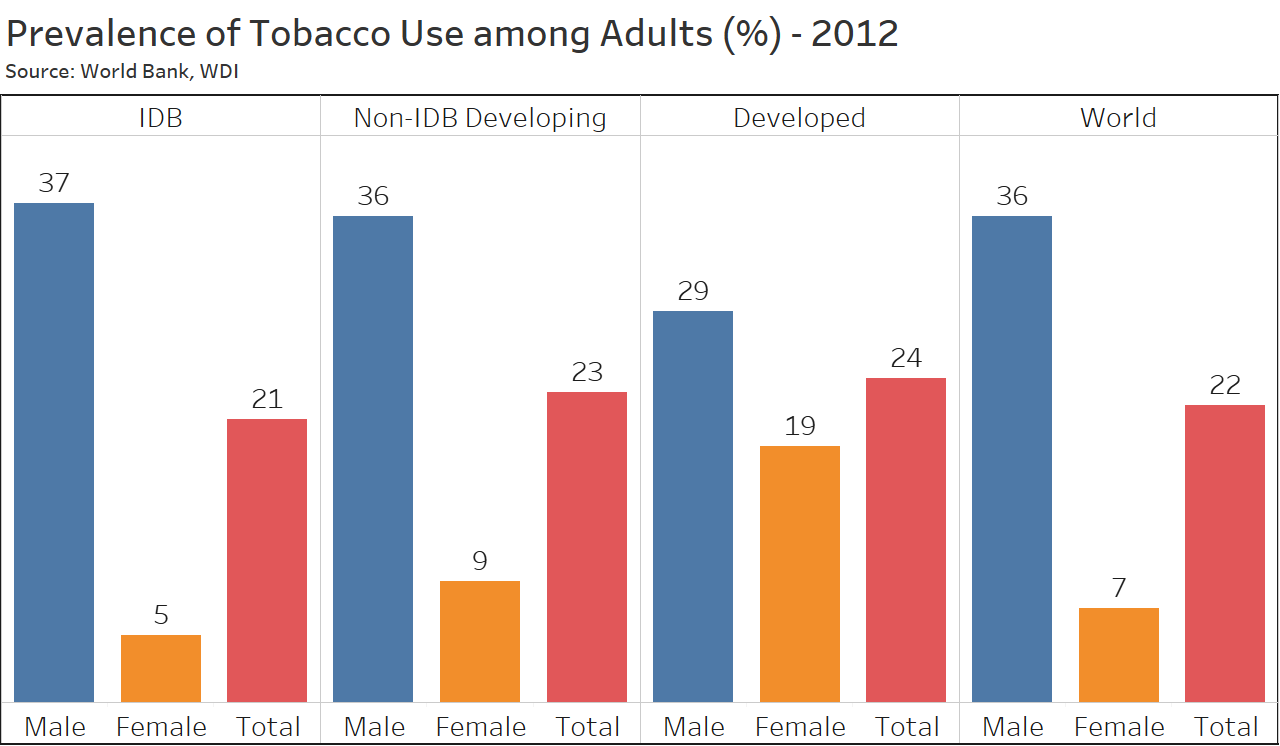 Prevalence of Tobacco Use among Adults (%) - 2012
Source: World Bank, WDI
IDB Non-IDB Developing Developed World
37 5 21 36 9 23 29 19 24 36 7 22
Male Female Total Male Female Total Male Female Total Male Female Total